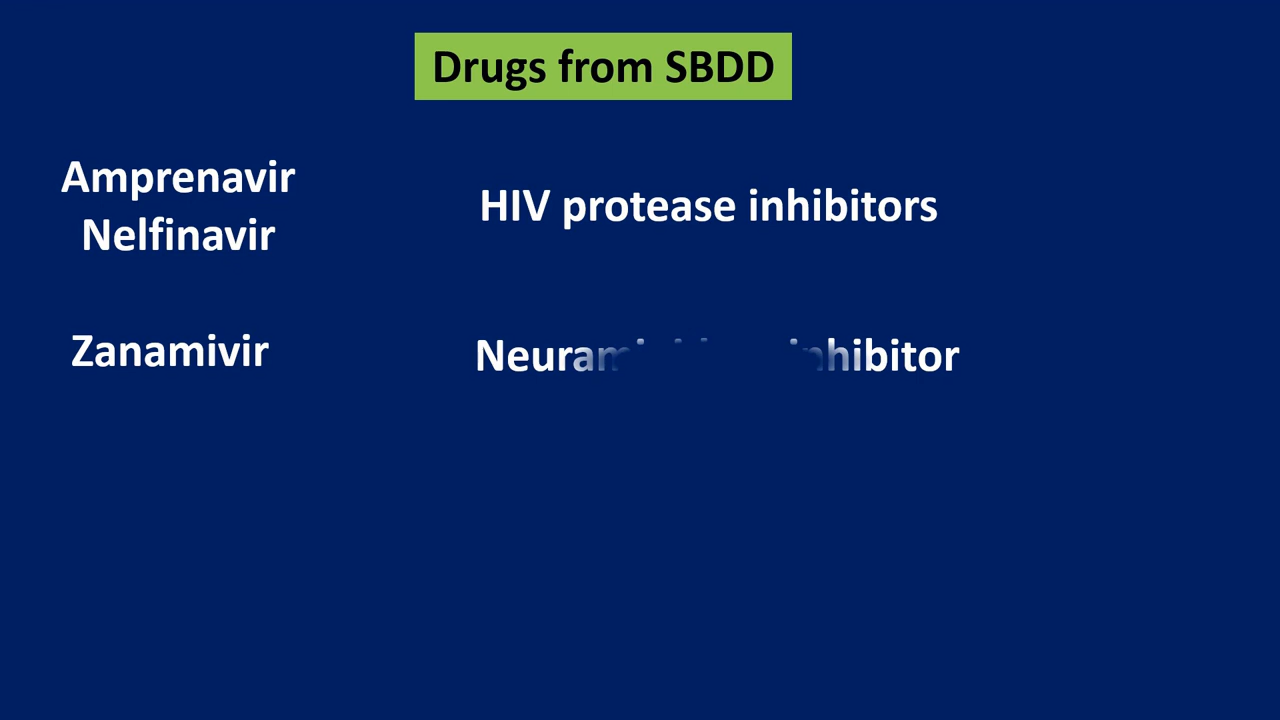 Drugs from SBDD
Amprenavir
Nelfinavir
HIV protease inhibitors
Zanamivir
inhibitor